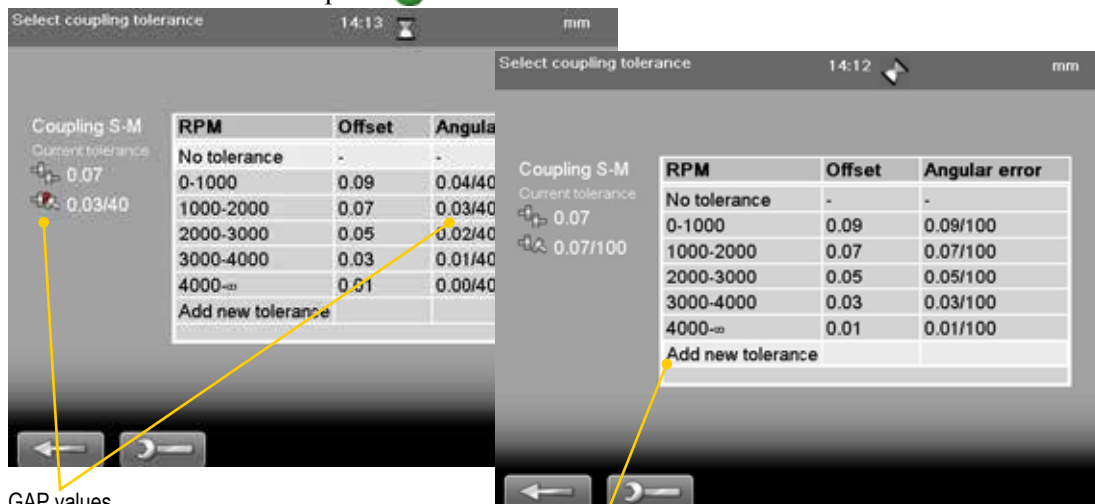 Select coupling tolerance 14:13 mm
Coupling S-M
Current tolerance
0.07
0,03/40
RPM Offset Angula
No tolerance - -
0-1000 0.09 0.04/40
1000-2000 0.07 0.03/40
2000-3000 0.05 0.02/40
3000-4000 0.03 0.01/40
4000-∞ 0.01 0.00/40
Add new tolerance
GAP values
Select coupling tolerance 14:12 mm
Coupling S-M
Current tolerance
0.07
0.07/100
RPM Offset Angular error
No tolerance - -
0-1000 0.09 0.09/100
1000-2000 0.07 0.07/100
2000-3000 0.05 0.05/100
3000-4000 0.03 0.03/100
4000-∞ 0.01 0.01/100
Add new tolerance